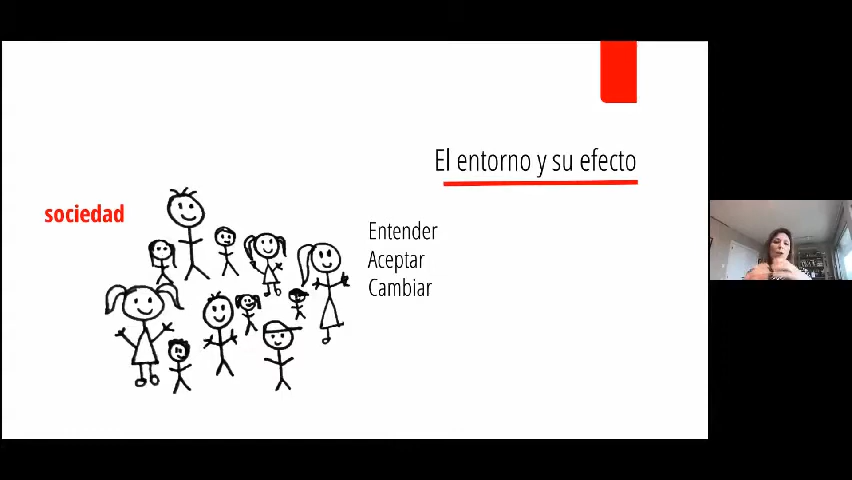 El entorno y su efecto
sociedad
Entender
Aceptar
Cambiar